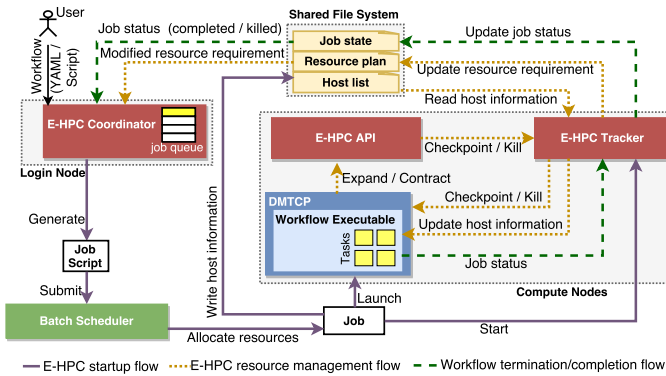 User
Shared File System
Job status (completed / killed)
Update job status
Job state
Modified resource requirement
Resource plan
Update resource requirement
Host list
Workflow
(YAML/
Script)
Read host information
E-HPC Coordinator
job queue
Login Node
E-HPC API
Checkpoint / Kill
E-HPC Tracker
Expand / Contract
DMTCP
Checkpoint / Kill
Workflow Executable
Update host information
Tasks
Job status
Write host information
Generate
Job
Script
Submit
Launch
Compute Nodes
Batch Scheduler
Allocate resources
Job
Start
E-HPC startup flow
E-HPC resource management flow
Workflow termination/completion flow